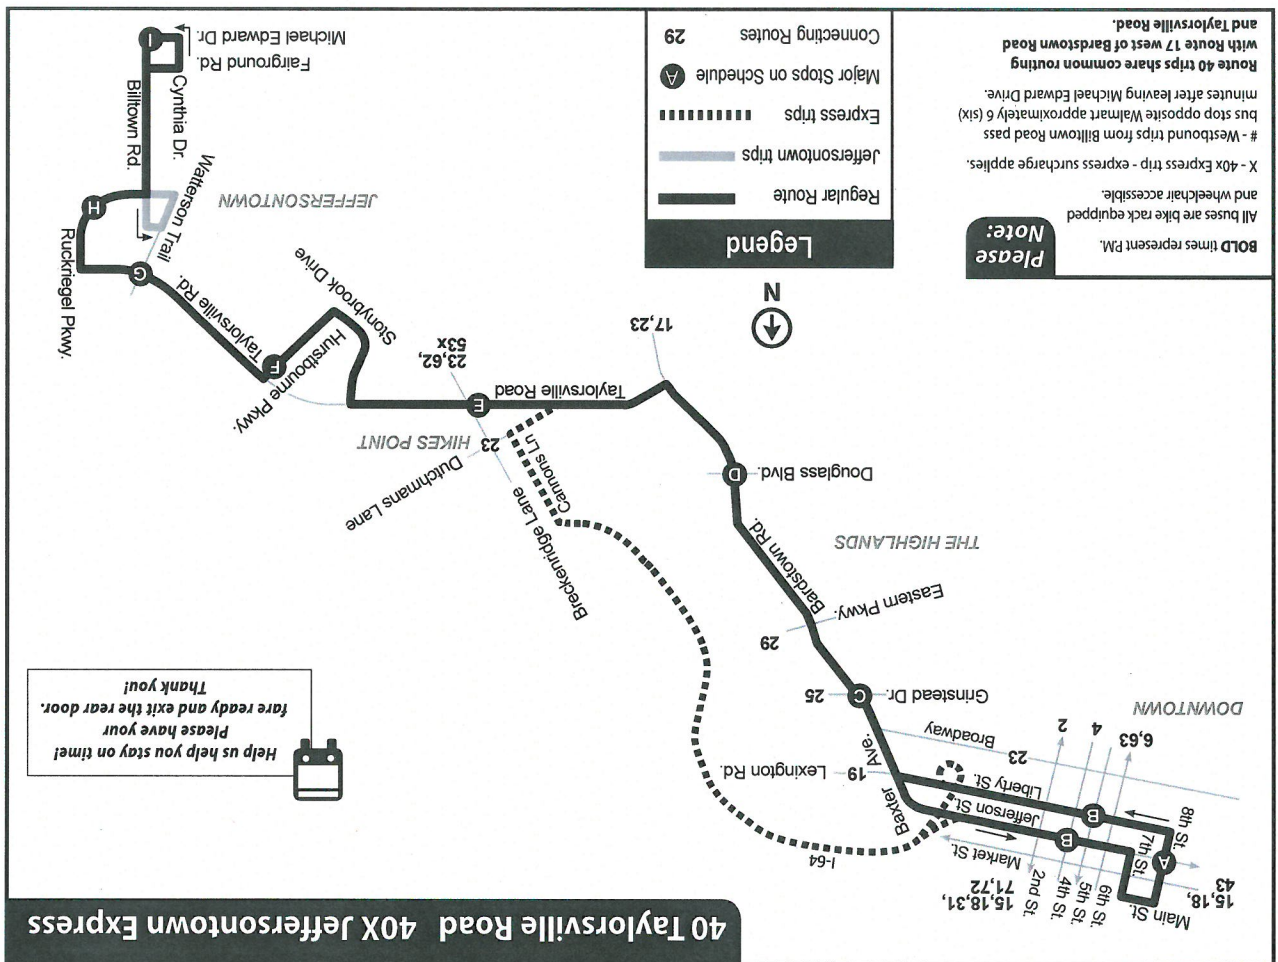 40 Taylorsville Road 40X Jeffersontown Express
Main St.
15,18,
43
8th St.
7th St.
A
6th St.
5th St.
4th St.
2nd St.
15,18,31,
71,72
Market St.
B
Jefferson St.
B
Liberty St.
6,63
4
2
23
Broadway
DOWNTOWN
Baxter
Ave.
19
Lexington Rd.
I-64
Grinstead Dr.
C
25
Eastern Pkwy.
29
Bardstown Rd.
THE HIGHLANDS
Douglass Blvd.
D
17,23
Taylorsville Road
Breckenridge Lane
Cannons Ln
Dutchmans Lane
23
HIKES POINT
E
23,62,
53x
Hurstbourne Pkwy.
Stonybrook Drive
F
Taylorsville Rd.
G
Ruckriegel Pkwy.
Watterson Trail
H
JEFFERSONTOWN
Billtown Rd.
Cynthia Dr.
Fairground Rd.
Michael Edward Dr.
I
Help us help you stay on time!
Please have your
fare ready and exit the rear door.
Thank you!
N
Legend
Regular Route
Jeffersontown trips
Express trips
Major Stops on Schedule A
Connecting Routes 29
Please
Note:
BOLD times represent P.M.
All buses are bike rack equipped
and wheelchair accessible.
X - 40x Express trip - express surcharge applies.
# - Westbound trips from Billtown Road pass
bus stop opposite Walmart approximately 6 (six)
minutes after leaving Michael Edward Drive.
Route 40 trips share common routing
with Route 17 west of Bardstown Road
and Taylorsville Road.